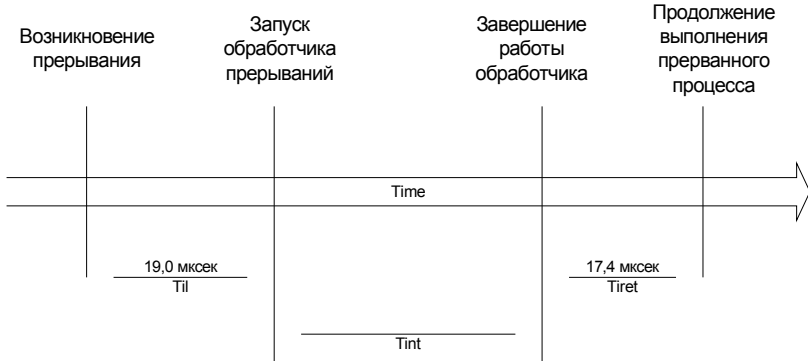 Возникновение
прерывания
Запуск
обработчика
прерываний
Завершение
работы
обработчика
Продолжение
выполнения
прерванного
процесса
Time
19,0 мксек
Til
Tint
17,4 мксек
Tiret